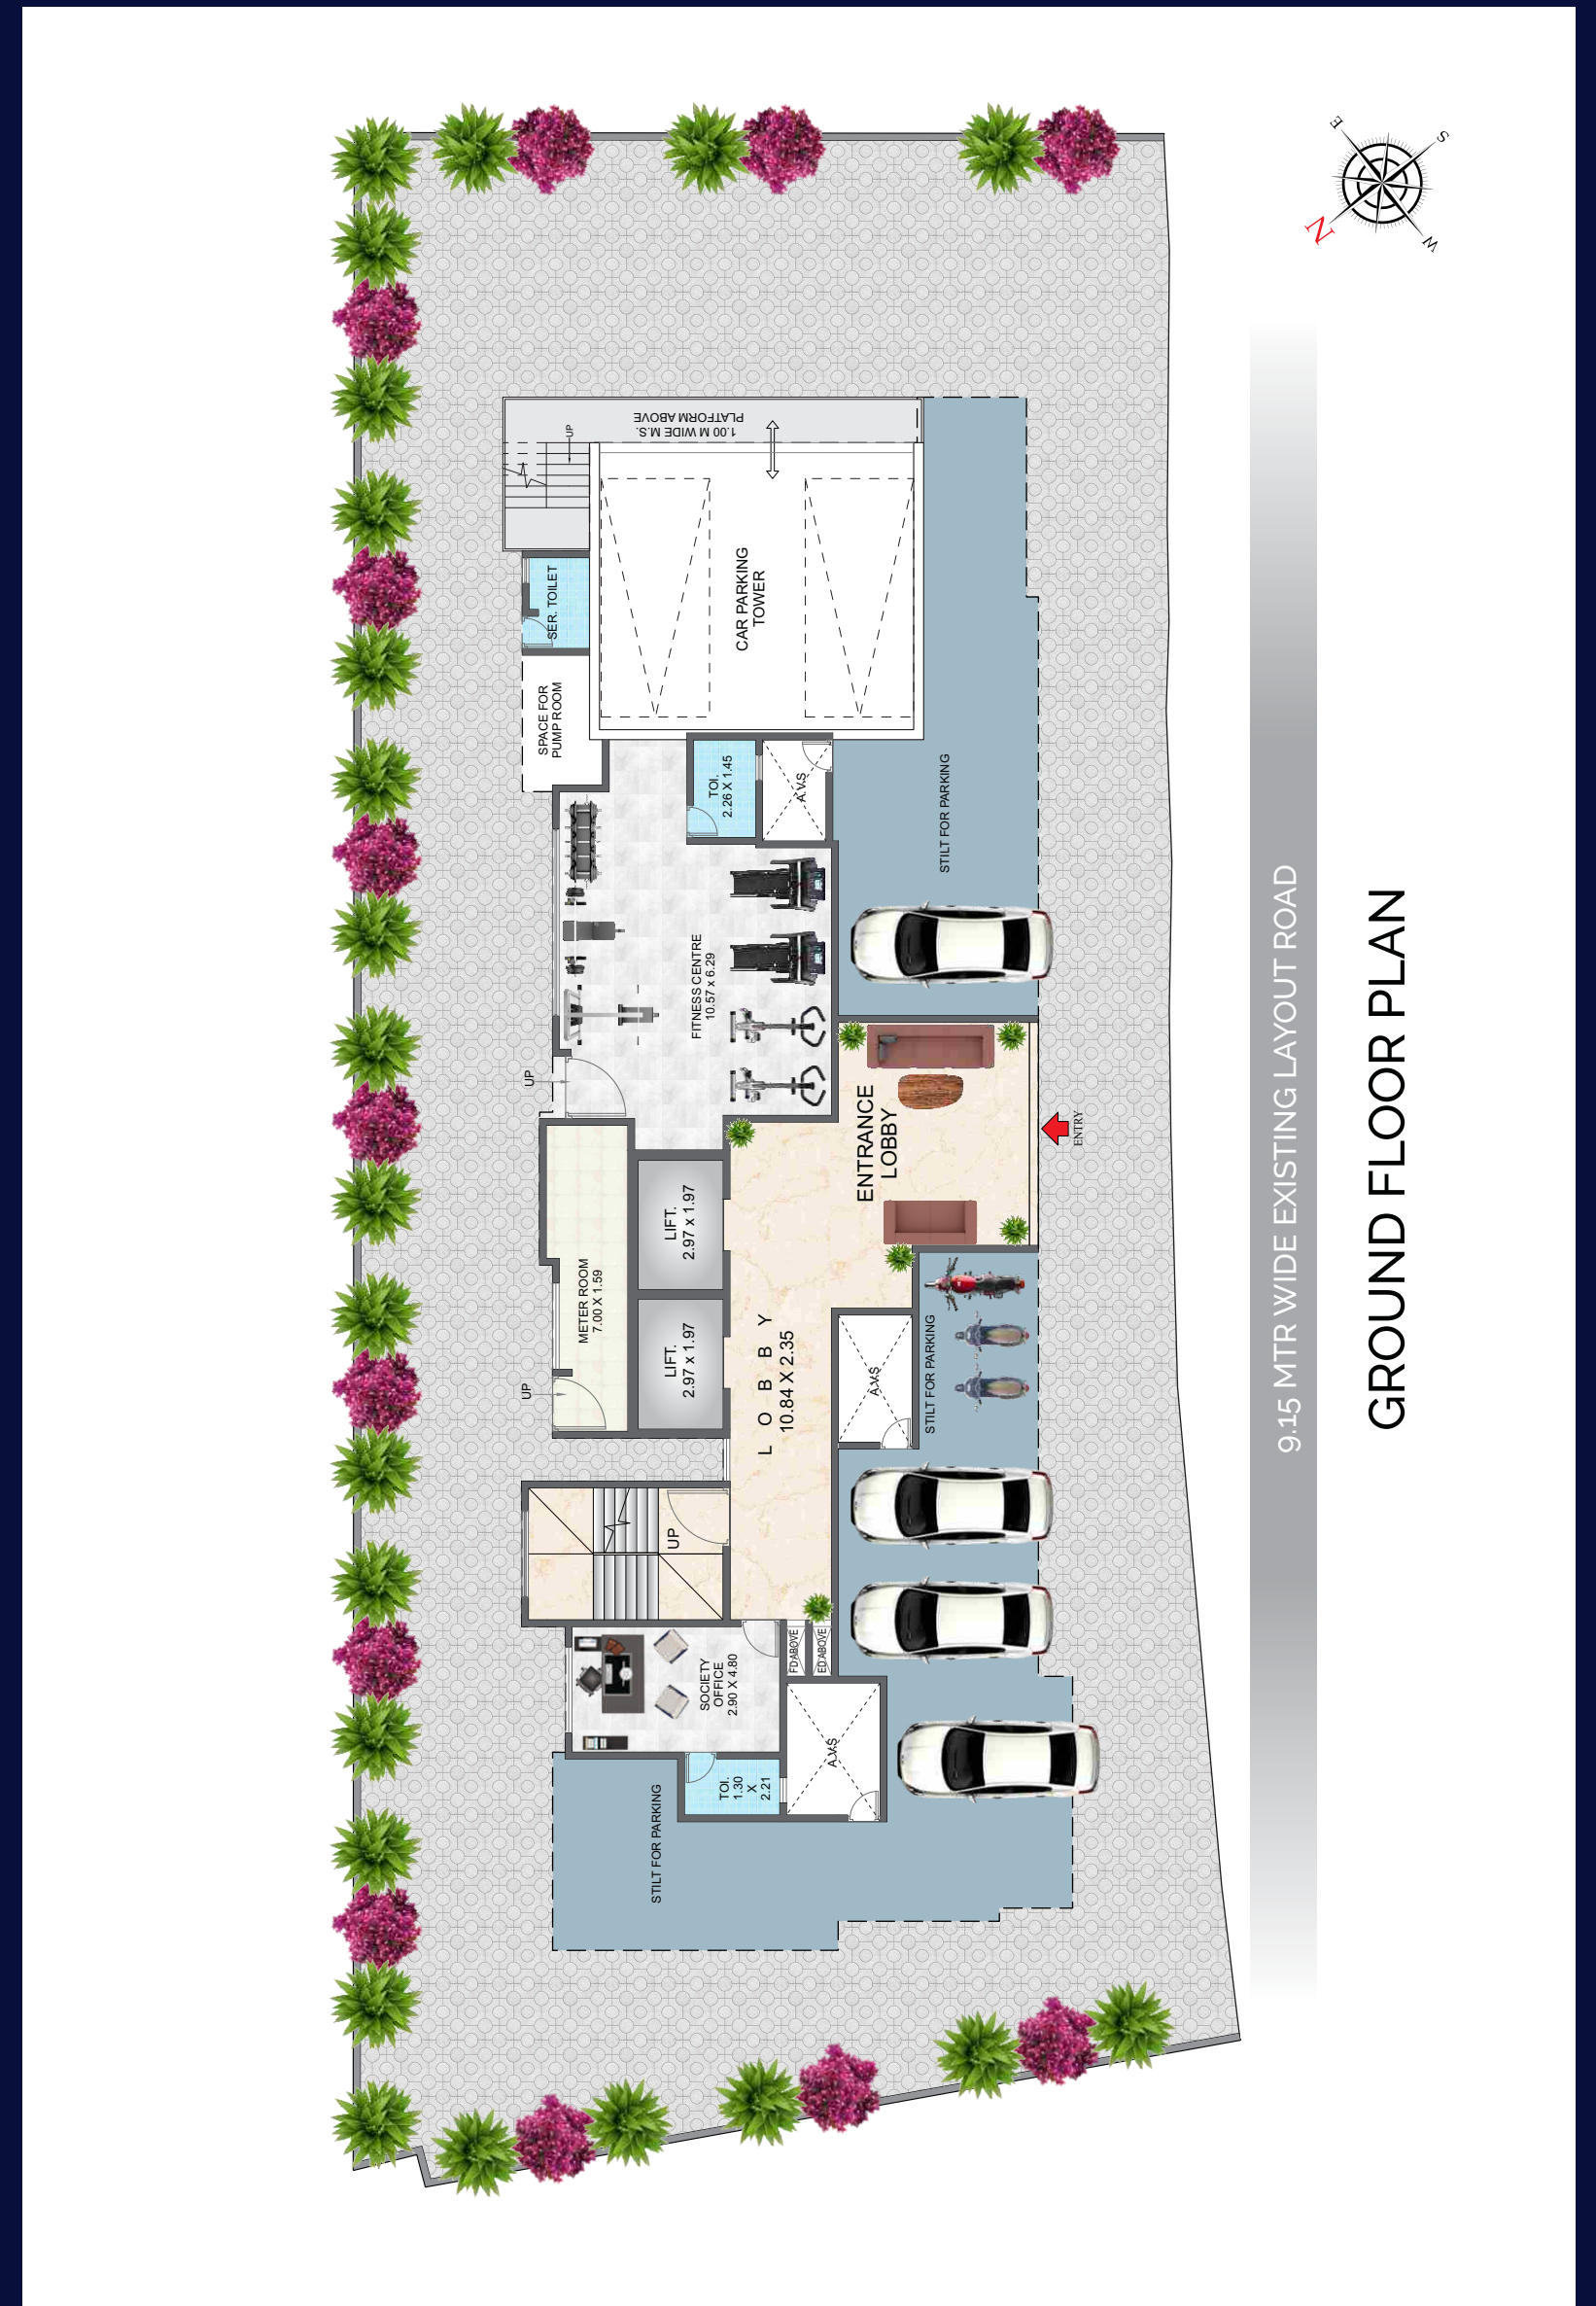 GROUND FLOOR PLAN
9.15 MTR WIDE EXISTING LAYOUT ROAD
N
E
S
W
1.00 M WIDE M.S.
PLATFORM ABOVE
UP
SER. TOILET
CAR PARKING
TOWER
SPACE FOR
PUMP ROOM
TOI.
2.26 X 1.45
A.V.S
STILT FOR PARKING
FITNESS CENTRE
10.57 x 6.29
UP
ENTRANCE
LOBBY
ENTRY
LIFT.
2.97 x 1.97
METER ROOM
7.00 X 1.59
LIFT.
2.97 x 1.97
UP
L O B B Y
10.84 X 2.35
A.V.S
STILT FOR PARKING
UP
FD ABOVE
ED ABOVE
SOCIETY
OFFICE
2.90 X 4.80
A.V.S
TOI.
1.30
X
2.21
STILT FOR PARKING